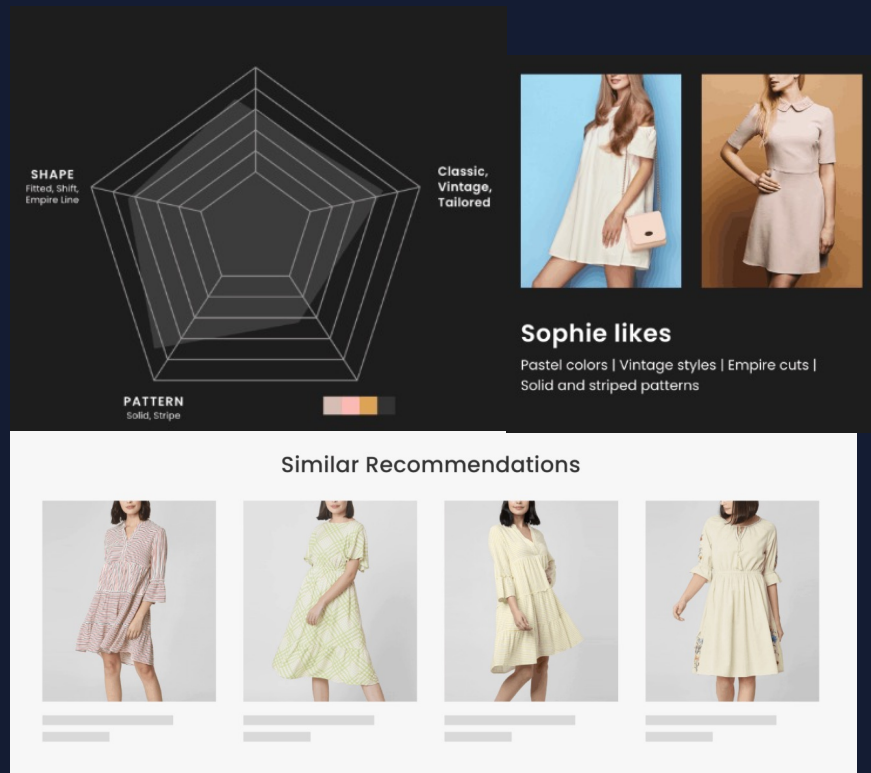 SHAPE
Fitted, Shift,
Empire Line
Classic,
Vintage,
Tailored
PATTERN
Solid, Stripe
Sophie likes
Pastel colors | Vintage styles | Empire cuts |
Solid and striped patterns
Similar Recommendations